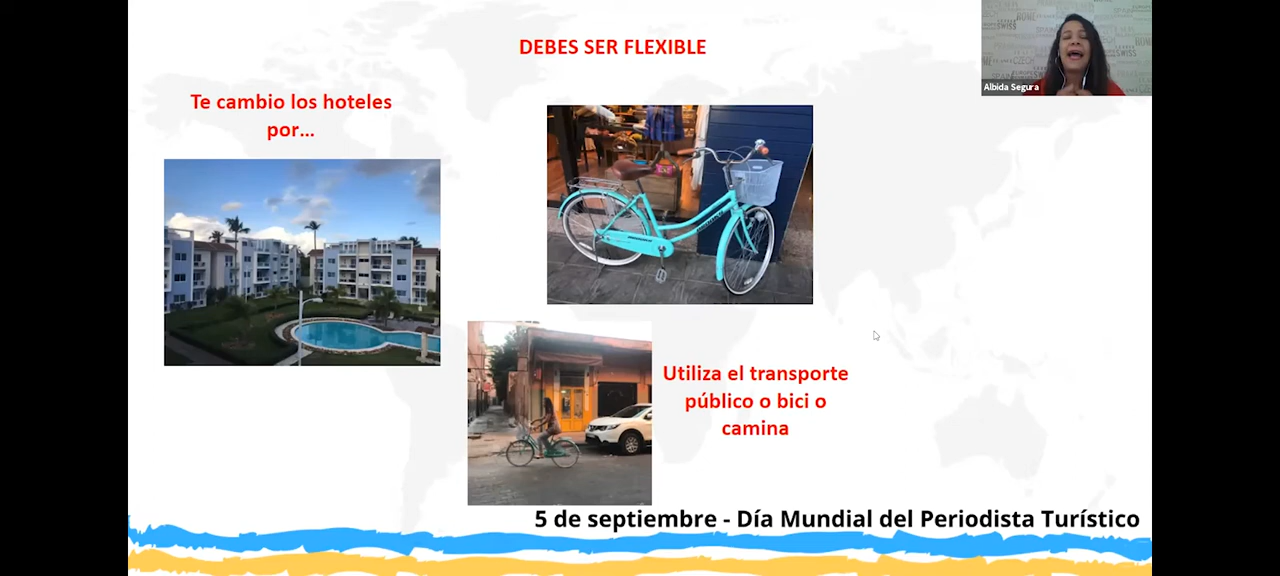 DEBES SER FLEXIBLE
Te cambio los hoteles
por...
Albida Segura
Utiliza el transporte
público o bici o
camina
5 de septiembre - Día Mundial del Periodista Turístico